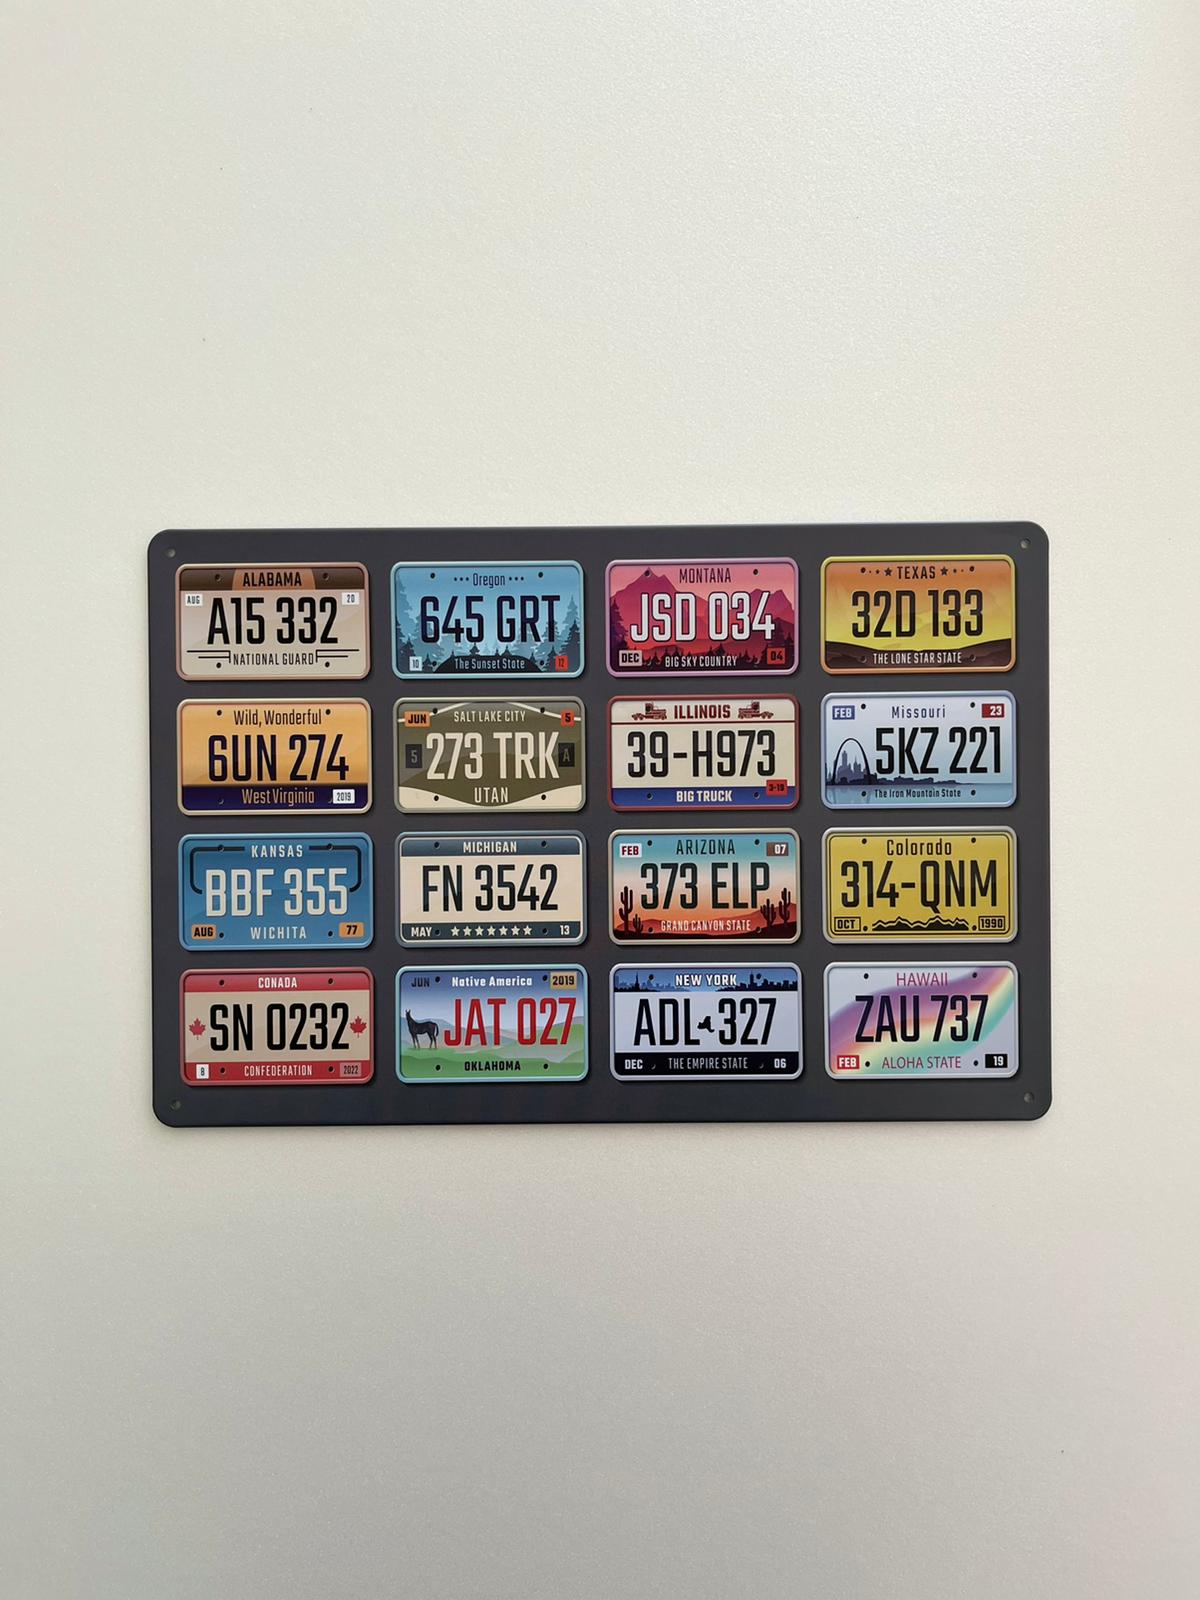 ALABAMA
AUG 20
A15 332
NATIONAL GUARD
Oregon
645 GRT
10 The Sunset State 12
MONTANA
JSD 034
DEC BIG SKY COUNTRY 04
TEXAS
32D 133
THE LONE STAR STATE
Wild, Wonderful
6UN 274
West Virginia 2019
JUN SALT LAKE CITY 5
5 273 TRK A
UTAN
ILLINOIS
39-H973
3-19
BIG TRUCK
FEB Missouri 23
5KZ 221
The Iron Mountain State
KANSAS
BBF 355
AUG WICHITA 77
MICHIGAN
FN 3542
MAY 13
FEB ARIZONA 07
373 ELP
GRAND CANYON STATE
Colorado
314-QNM
OCT 1990
CONADA
SN 0232
8 CONFEDERATION 2022
JUN Native America 2019
JAT 027
OKLAHOMA
NEW YORK
ADL 327
DEC THE EMPIRE STATE 06
HAWAII
ZAU 737
FEB ALOHA STATE 19